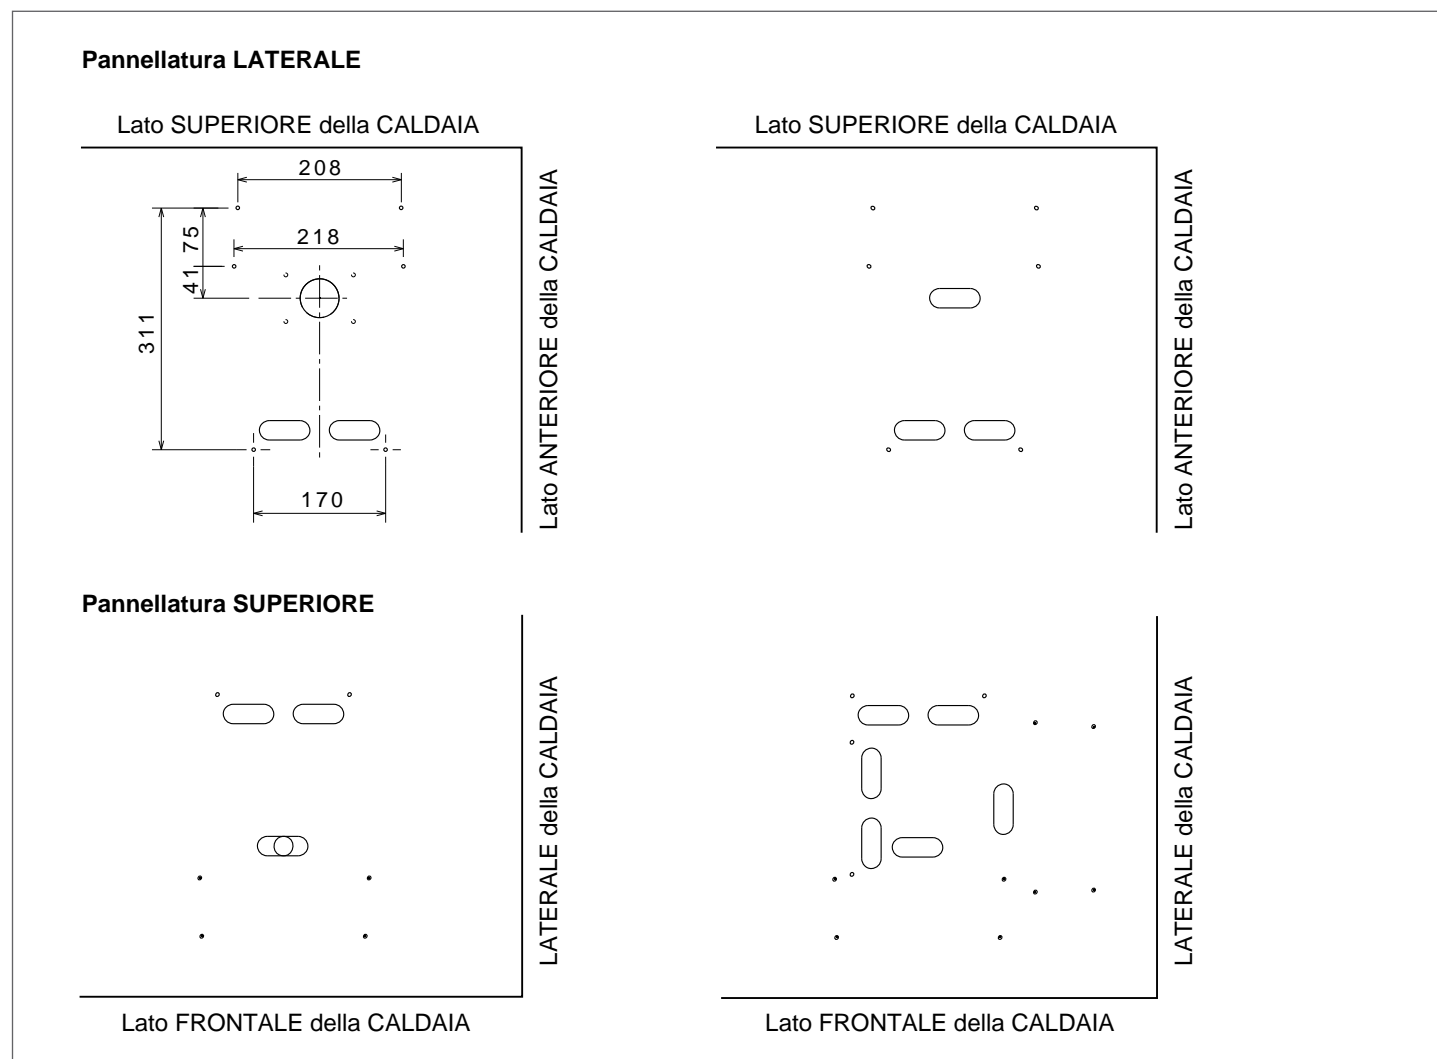 Pannellatura LATERALE
Lato SUPERIORE della CALDAIA
208
218
75
41
311
170
Lato ANTERIORE della CALDAIA
Lato SUPERIORE della CALDAIA
Lato ANTERIORE della CALDAIA
Pannellatura SUPERIORE
LATERALE della CALDAIA
Lato FRONTALE della CALDAIA
LATERALE della CALDAIA
Lato FRONTALE della CALDAIA